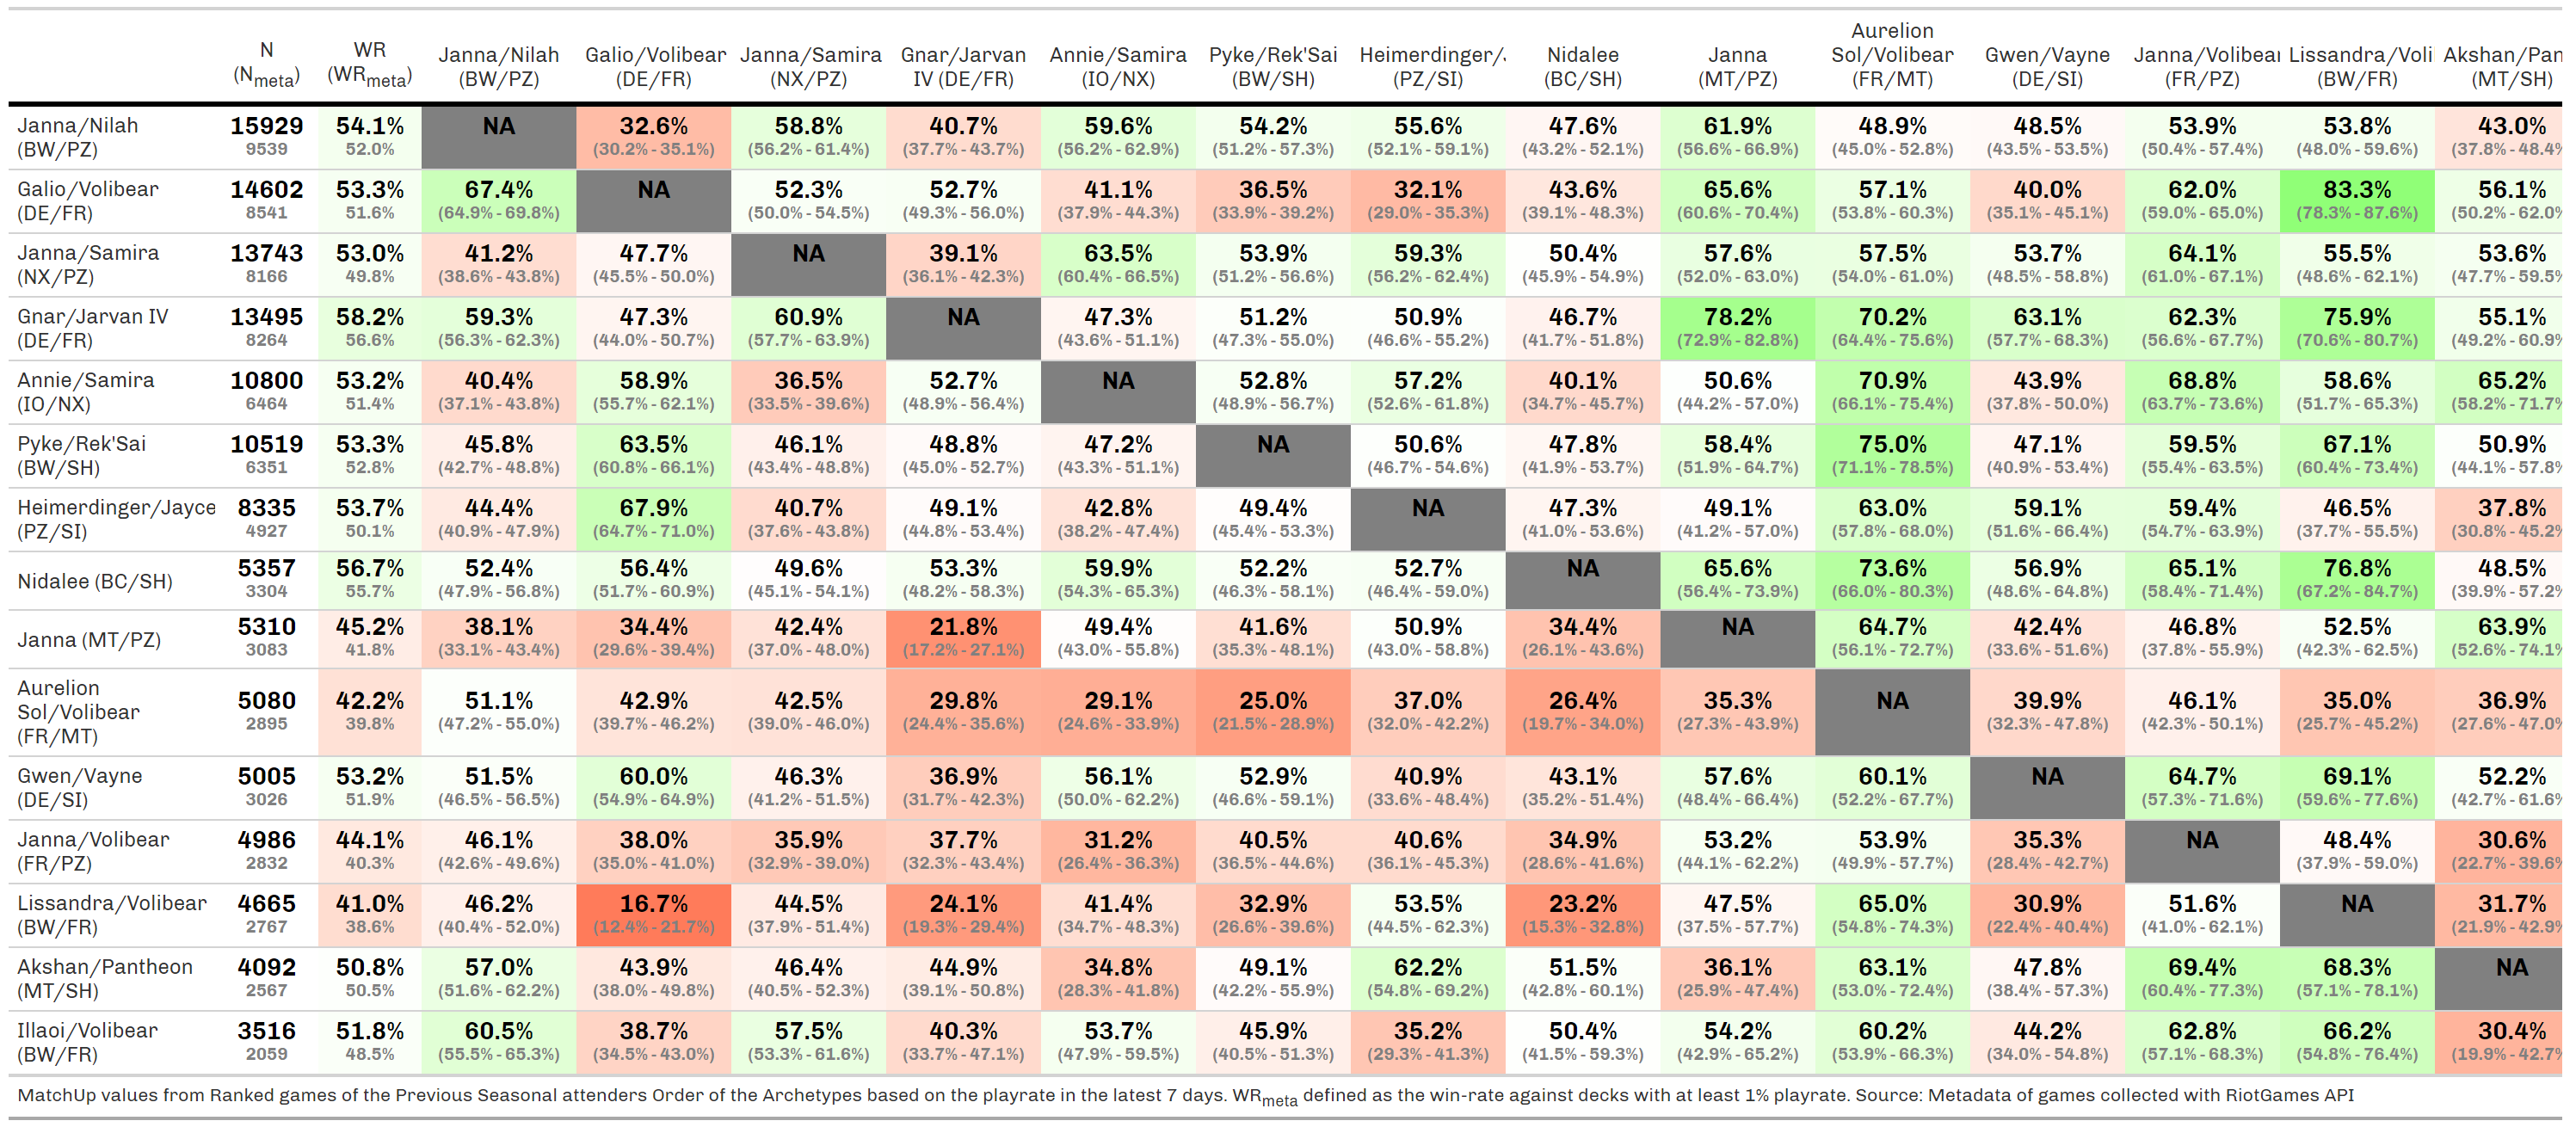 N WR Janna/Nilah Galio/Volibear Janna/Samira Gnar/Jarvan Annie/Samira Pyke/Rek'Sai Heimerdinger/. Nidalee Janna Aurelion Sol/Volibear Gwen/Vayne Janna/Volibear Lissandra/Voli Akshan/Pan
(Nmeta) (WRmeta) (BW/PZ) (DE/FR) (NX/PZ) IV (DE/FR) (IO/NX) (BW/SH) (PZ/SI) (BC/SH) (MT/PZ) (FR/MT) (DE/SI) (FR/PZ) (BW/FR) (MT/SH)
Janna/Nilah 15929 54.1% NA 32.6% 58.8% 40.7% 59.6% 54.2% 55.6% 47.6% 61.9% 48.9% 48.5% 53.9% 53.8% 43.0%
(BW/PZ) 9539 52.0% (30.2% - 35.1%) (56.2% - 61.4%) (37.7% - 43.7%) (56.2% - 62.9%) (51.2% - 57.3%) (52.1% - 59.1%) (43.2% - 52.1%) (56.6% - 66.9%) (45.0% - 52.8%) (43.5% - 53.5%) (50.4% - 57.4%) (48.0% - 59.6%) (37.8% - 48.4%
Galio/Volibear 14602 53.3% 67.4% NA 52.3% 52.7% 41.1% 36.5% 32.1% 43.6% 65.6% 57.1% 40.0% 62.0% 83.3% 56.1%
(DE/FR) 8541 51.6% (64.9% - 69.8%) (50.0% - 54.5%) (49.3% - 56.0%) (37.9% - 44.3%) (33.9% - 39.2%) (29.0% - 35.3%) (39.1% - 48.3%) (60.6% - 70.4%) (53.8% - 60.3%) (35.1% - 45.1%) (59.0% - 65.0%) (78.3% - 87.6%) (50.2% - 62.0%
Janna/Samira 13743 53.0% 41.2% 47.7% NA 39.1% 63.5% 53.9% 59.3% 50.4% 57.6% 57.5% 53.7% 64.1% 55.5% 53.6%
(NX/PZ) 8166 49.8% (38.6% - 43.8%) (45.5% - 50.0%) (36.1% - 42.3%) (60.4% - 66.5%) (51.2% - 56.6%) (56.2% - 62.4%) (45.9% - 54.9%) (52.0% - 63.0%) (54.0% - 61.0%) (48.5% - 58.8%) (61.0% - 67.1%) (48.6% - 62.1%) (47.7% - 59.5%
Gnar/Jarvan IV 13495 58.2% 59.3% 47.3% 60.9% NA 47.3% 51.2% 50.9% 46.7% 78.2% 70.2% 63.1% 62.3% 75.9% 55.1%
(DE/FR) 8264 56.6% (56.3% - 62.3%) (44.0% - 50.7%) (57.7% - 63.9%) (43.6% - 51.1%) (47.3% - 55.0%) (46.6% - 55.2%) (41.7% - 51.8%) (72.9% - 82.8%) (64.4% - 75.6%) (57.7% - 68.3%) (56.6% - 67.7%) (70.6% - 80.7%) (49.2% - 60.9%
Annie/Samira 10800 53.2% 40.4% 58.9% 36.5% 52.7% NA 52.8% 57.2% 40.1% 50.6% 70.9% 43.9% 68.8% 58.6% 65.2%
(IO/NX) 6464 51.4% (37.1% - 43.8%) (55.7% - 62.1%) (33.5% - 39.6%) (48.9% - 56.4%) (48.9% - 56.7%) (52.6% - 61.8%) (34.7% - 45.7%) (44.2% - 57.0%) (66.1% - 75.4%) (37.8% - 50.0%) (63.7% - 73.6%) (51.7% - 65.3%) (58.2% - 71.7%
Pyke/Rek'Sai 10519 53.3% 45.8% 63.5% 46.1% 48.8% 47.2% NA 50.6% 47.8% 58.4% 75.0% 47.1% 59.5% 67.1% 50.9%
(BW/SH) 6351 52.8% (42.7% - 48.8%) (60.8% - 66.1%) (43.4% - 48.8%) (45.0% - 52.7%) (43.3% - 51.1%) (46.7% - 54.6%) (41.9% - 53.7%) (51.9% - 64.7%) (71.1% - 78.5%) (40.9% - 53.4%) (55.4% - 63.5%) (60.4% - 73.4%) (44.1% - 57.8%
Heimerdinger/Jayce 8335 53.7% 44.4% 67.9% 40.7% 49.1% 42.8% 49.4% NA 47.3% 49.1% 63.0% 59.1% 59.4% 46.5% 37.8%
(PZ/SI) 4927 50.1% (40.9% - 47.9%) (64.7% - 71.0%) (37.6% - 43.8%) (44.8% - 53.4%) (38.2% - 47.4%) (45.4% - 53.3%) (41.0% - 53.6%) (41.2% - 57.0%) (57.8% - 68.0%) (51.6% - 66.4%) (54.7% - 63.9%) (37.7% - 55.5%) (30.8% - 45.2%
Nidalee (BC/SH) 5357 56.7% 52.4% 56.4% 49.6% 53.3% 59.9% 52.2% 52.7% NA 65.6% 73.6% 56.9% 65.1% 76.8% 48.5%
3304 55.7% (47.9% - 56.8%) (51.7% - 60.9%) (45.1% - 54.1%) (48.2% - 58.3%) (54.3% - 65.3%) (46.3% - 58.1%) (46.4% - 59.0%) (56.4% - 73.9%) (66.0% - 80.3%) (48.6% - 64.8%) (58.4% - 71.4%) (67.2% - 84.7%) (39.9% - 57.2%
Janna (MT/PZ) 5310 45.2% 38.1% 34.4% 42.4% 21.8% 49.4% 41.6% 50.9% 34.4% NA 64.7% 42.4% 46.8% 52.5% 63.9%
3083 41.8% (33.1% - 43.4%) (29.6% - 39.4%) (37.0% - 48.0%) (17.2% - 27.1%) (43.0% - 55.8%) (35.3% - 48.1%) (43.0% - 58.8%) (26.1% - 43.6%) (56.1% - 72.7%) (33.6% - 51.6%) (37.8% - 55.9%) (42.3% - 62.5%) (52.6% - 74.1%
Aurelion
Sol/Volibear 5080 42.2% 51.1% 42.9% 42.5% 29.8% 29.1% 25.0% 37.0% 26.4% 35.3% NA 39.9% 46.1% 35.0% 36.9%
(FR/MT) 2895 39.8% (47.2% - 55.0%) (39.7% - 46.2%) (39.0% - 46.0%) (24.4% - 35.6%) (24.6% - 33.9%) (21.5% - 28.9%) (32.0% - 42.2%) (19.7% - 34.0%) (27.3% - 43.9%) (32.3% - 47.8%) (42.3% - 50.1%) (25.7% - 45.2%) (27.6% - 47.0%
Gwen/Vayne 5005 53.2% 51.5% 60.0% 46.3% 36.9% 56.1% 52.9% 40.9% 43.1% 57.6% 60.1% NA 64.7% 69.1% 52.2%
(DE/SI) 3026 51.9% (46.5% - 56.5%) (54.9% - 64.9%) (41.2% - 51.5%) (31.7% - 42.3%) (50.0% - 62.2%) (46.6% - 59.1%) (33.6% - 48.4%) (35.2% - 51.4%) (48.4% - 66.4%) (52.2% - 67.7%) (57.3% - 71.6%) (59.6% - 77.6%) (42.7% - 61.6%
Janna/Volibear 4986 44.1% 46.1% 38.0% 35.9% 37.7% 31.2% 40.5% 40.6% 34.9% 53.2% 53.9% 35.3% NA 48.4% 30.6%
(FR/PZ) 2832 40.3% (42.6% - 49.6%) (35.0% - 41.0%) (32.9% - 39.0%) (32.3% - 43.4%) (26.4% - 36.3%) (36.5% - 44.6%) (36.1% - 45.3%) (28.6% - 41.6%) (44.1% - 62.2%) (49.9% - 57.7%) (28.4% - 42.7%) (37.9% - 59.0%) (22.7% - 39.6%
Lissandra/Volibear 4665 41.0% 46.2% 16.7% 44.5% 24.1% 41.4% 32.9% 53.5% 23.2% 47.5% 65.0% 30.9% 51.6% NA 31.7%
(BW/FR) 2767 38.6% (40.4% - 52.0%) (12.4% - 21.7%) (37.9% - 51.4%) (19.3% - 29.4%) (34.7% - 48.3%) (26.6% - 39.6%) (44.5% - 62.3%) (15.3% - 32.8%) (37.5% - 57.7%) (54.8% - 74.3%) (22.4% - 40.4%) (41.0% - 62.1%) (21.9% - 42.9%
Akshan/Pantheon 4092 50.8% 57.0% 43.9% 46.4% 44.9% 34.8% 49.1% 62.2% 51.5% 36.1% 63.1% 47.8% 69.4% 68.3% NA
(MT/SH) 2567 50.5% (51.6% - 62.2%) (38.0% - 49.8%) (40.5% - 52.3%) (39.1% - 50.8%) (28.3% - 41.8%) (42.2% - 55.9%) (54.8% - 69.2%) (42.8% - 60.1%) (25.9% - 47.4%) (53.0% - 72.4%) (38.4% - 57.3%) (60.4% - 77.3%) (57.1% - 78.1%)
Illaoi/Volibear 3516 51.8% 60.5% 38.7% 57.5% 40.3% 53.7% 45.9% 35.2% 50.4% 54.2% 60.2% 44.2% 62.8% 66.2% 30.4%
(BW/FR) 2059 48.5% (55.5% - 65.3%) (34.5% - 43.0%) (53.3% - 61.6%) (33.7% - 47.1%) (47.9% - 59.5%) (40.5% - 51.3%) (29.3% - 41.3%) (41.5% - 59.3%) (42.9% - 65.2%) (53.9% - 66.3%) (34.0% - 54.8%) (57.1% - 68.3%) (54.8% - 76.4%) (19.9% - 42.7%
MatchUp values from Ranked games of the Previous Seasonal attenders Order of the Archetypes based on the playrate in the latest 7 days. WRmeta defined as the win-rate against decks with at least 1% playrate. Source: Metadata of games collected with RiotGames API